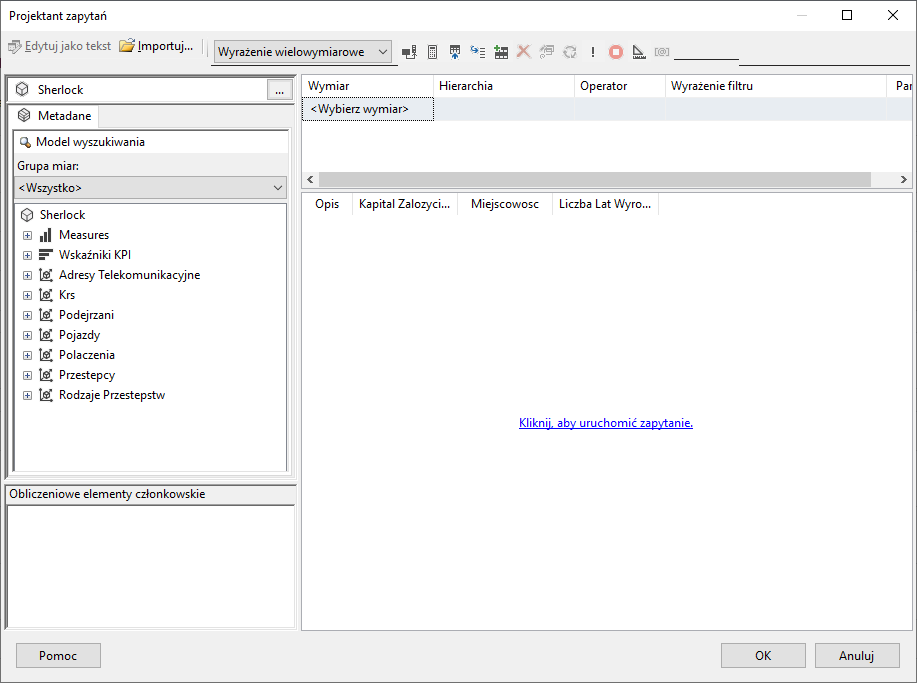 Projektant zapytań
Edytuj jako tekst Importuj... Wyrażenie wielowymiarowe
Sherlock ...
Metadane
Model wyszukiwania
Grupa miar:
<Wszystko>
Sherlock
Measures
Wskaźniki KPI
Adresy Telekomunikacyjne
Krs
Podejrzani
Pojazdy
Polaczenia
Przestepcy
Rodzaje Przestepstw
Obliczeniowe elementy członkowskie
Wymiar Hierarchia Operator Wyrażenie filtru Par
<Wybierz wymiar>
Opis Kapital Zalozyci... Miejscowosc Liczba Lat Wyro...
Kliknij, aby uruchomić zapytanie.
Pomoc OK Anuluj